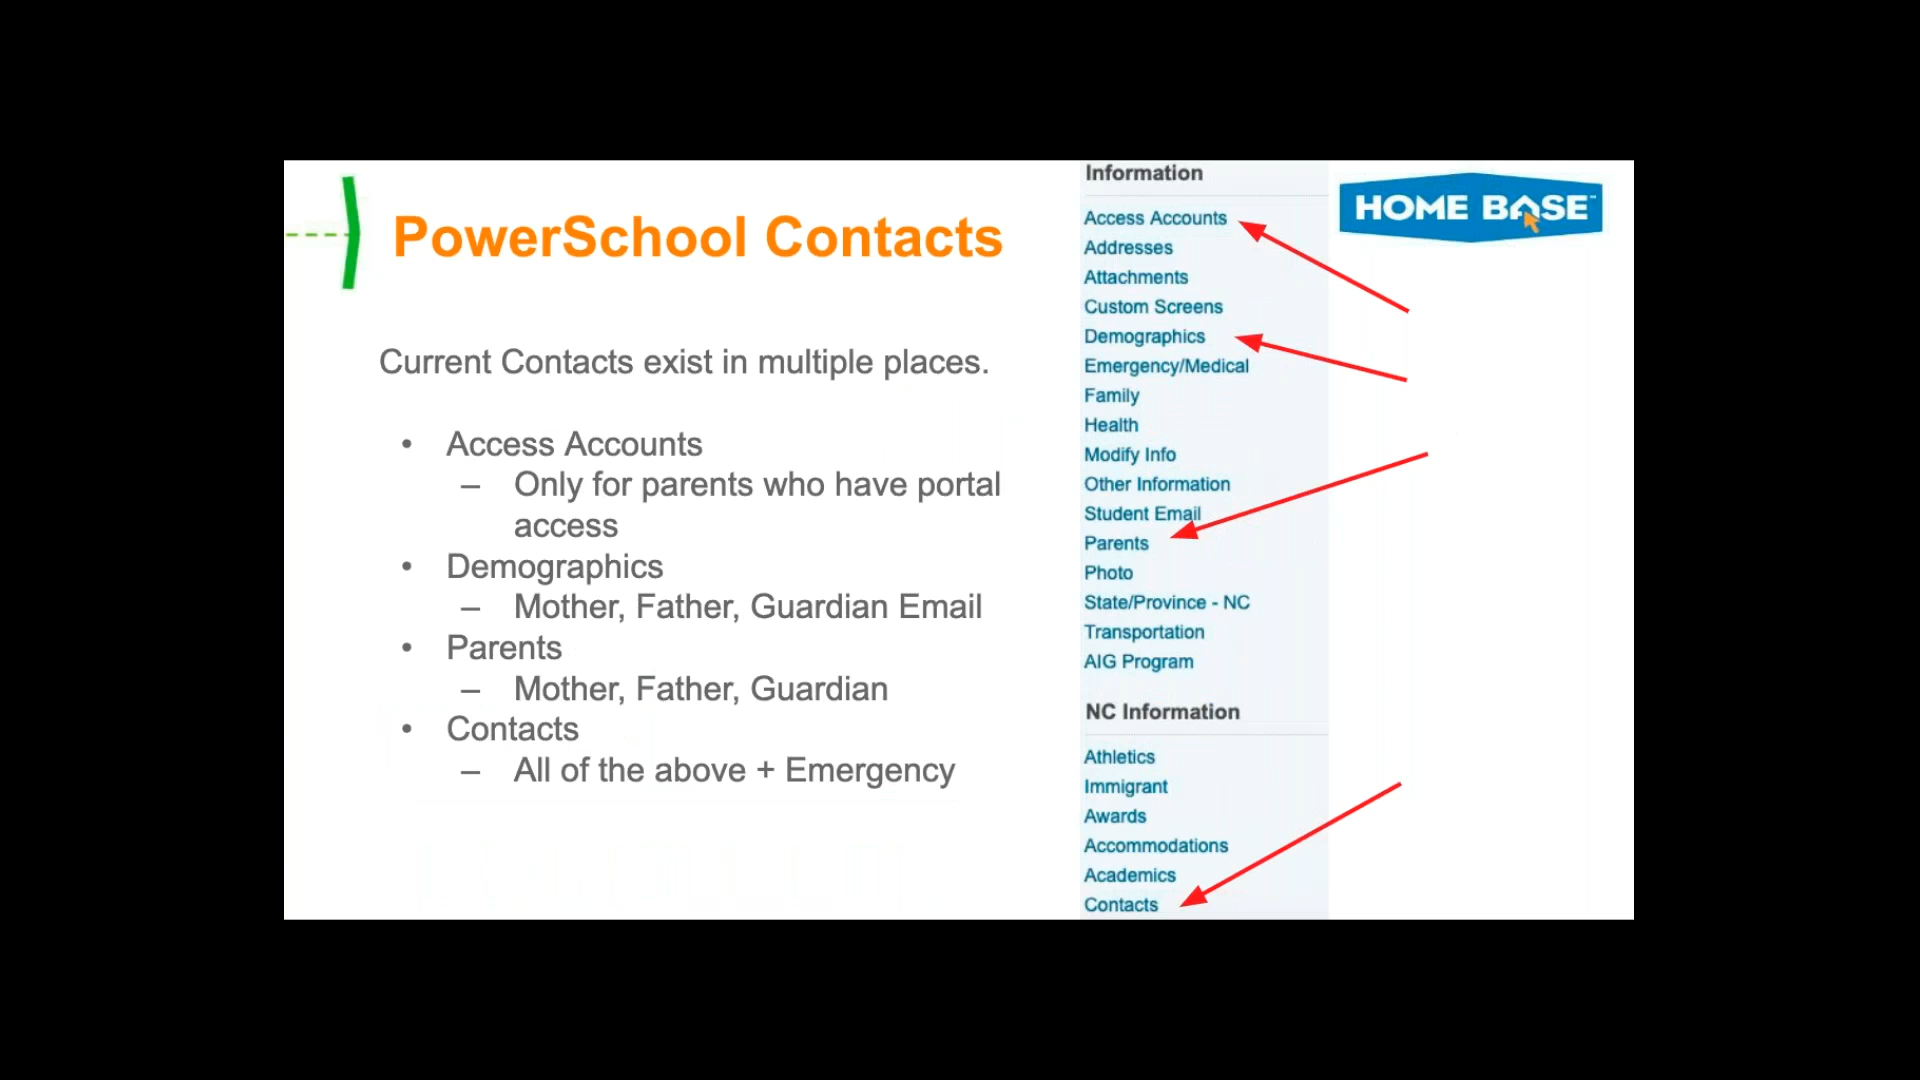 PowerSchool Contacts
Current Contacts exist in multiple places.
• Access Accounts
– Only for parents who have portal
access
• Demographics
– Mother, Father, Guardian Email
• Parents
– Mother, Father, Guardian
• Contacts
– All of the above + Emergency
Information
Access Accounts
Addresses
Attachments
Custom Screens
Demographics
Emergency/Medical
Family
Health
Modify Info
Other Information
Student Email
Parents
Photo
State/Province - NC
Transportation
AIG Program
NC Information
Athletics
Immigrant
Awards
Accommodations
Academics
Contacts
HOME BASE™